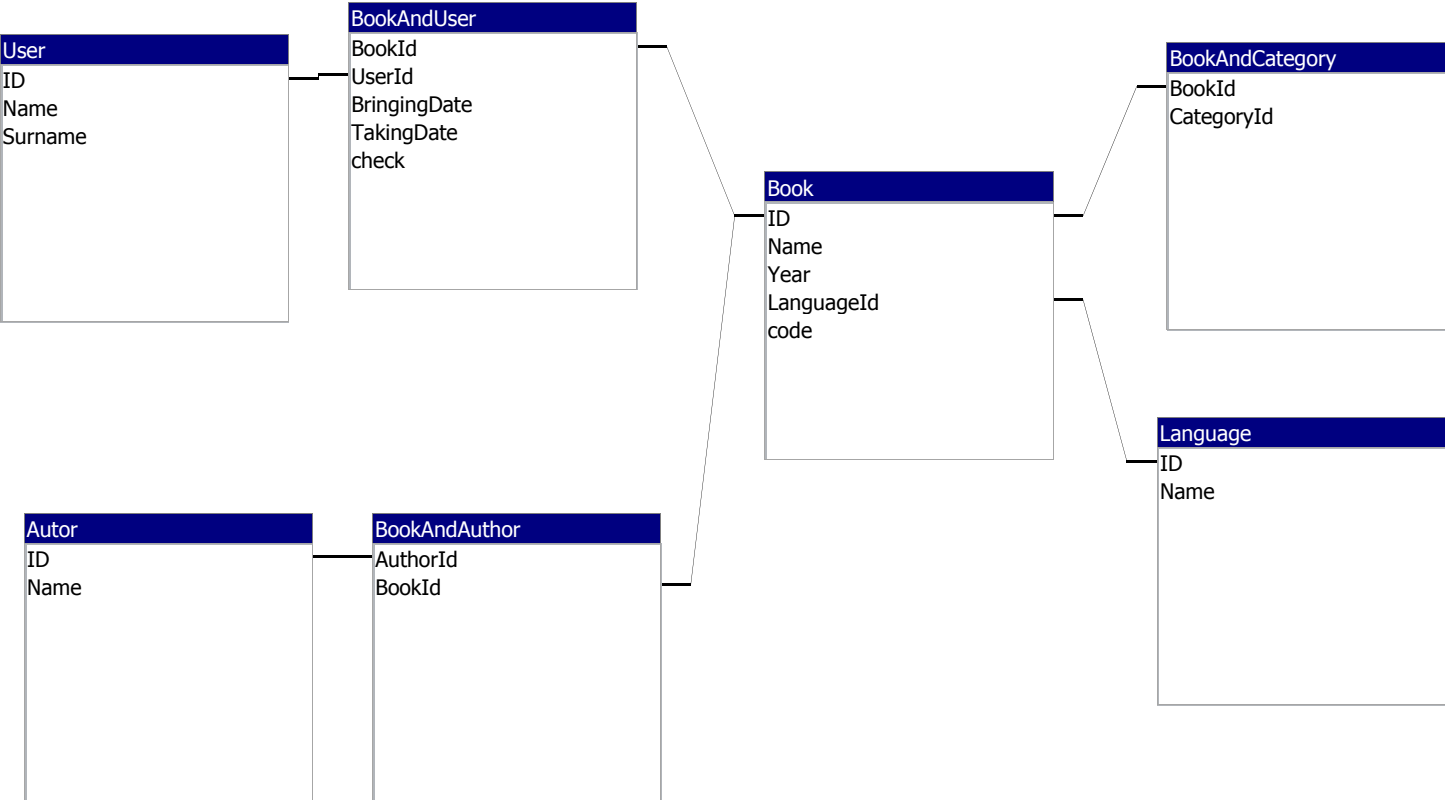 User
ID
Name
Surname
BookAndUser
BookId
UserId
BringingDate
TakingDate
check
Book
ID
Name
Year
LanguageId
code
BookAndCategory
BookId
CategoryId
Language
ID
Name
Autor
ID
Name
BookAndAuthor
AuthorId
BookId